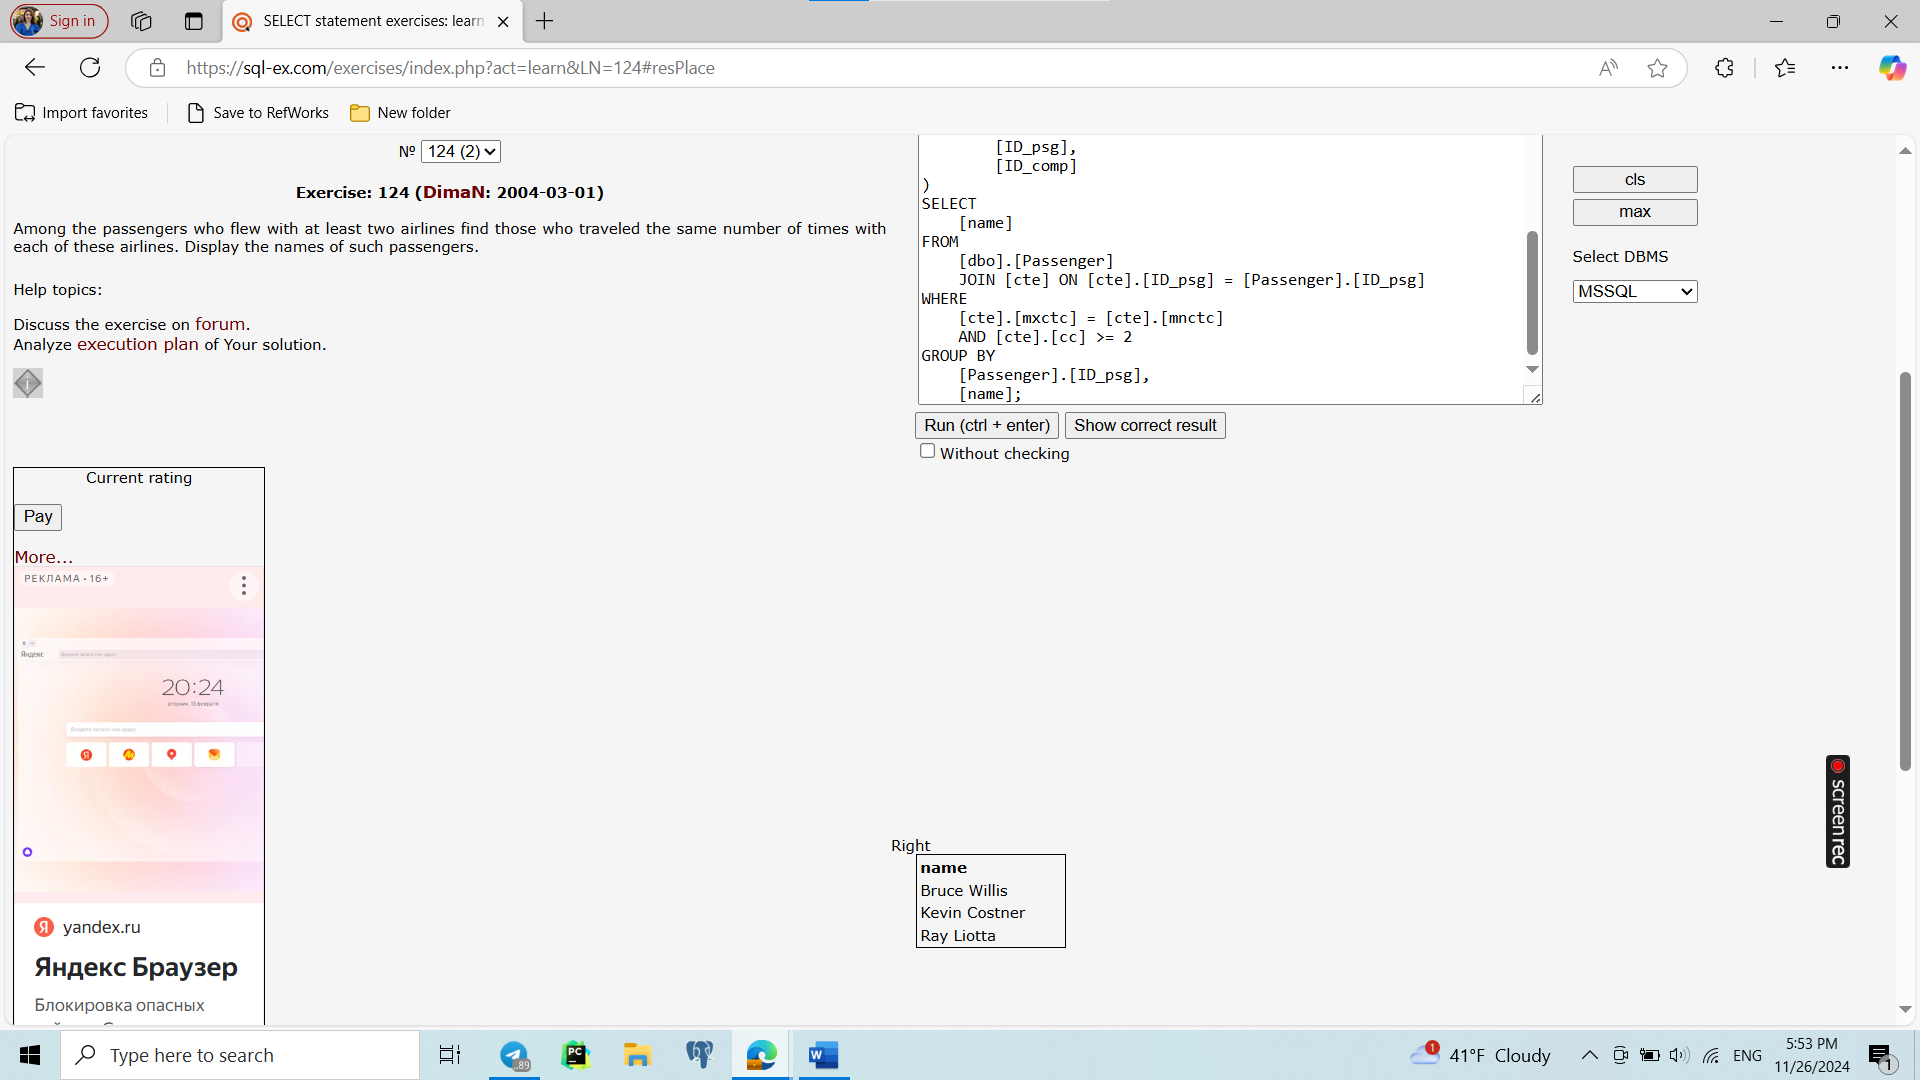 Sign in
SELECT statement exercises: learn
https://sql-ex.com/exercises/index.php?act=learn&LN=124#resPlace
Import favorites
Save to RefWorks
New folder
№ 124 (2)
Exercise: 124 (DimaN: 2004-03-01)
Among the passengers who flew with at least two airlines find those who traveled the same number of times with
each of these airlines. Display the names of such passengers.
Help topics:
Discuss the exercise on forum.
Analyze execution plan of Your solution.
[ID_psg],
[ID_comp]
)
SELECT
[name]
FROM
[dbo].[Passenger]
JOIN [cte] ON [cte].[ID_psg] = [Passenger].[ID_psg]
WHERE
[cte].[mxctc] = [cte].[mnctc]
AND [cte].[cc] >= 2
GROUP BY
[Passenger].[ID_psg],
[name];
cls
max
Select DBMS
MSSQL
Run (ctrl + enter)
Show correct result
Without checking
Current rating
Pay
More...
РЕКЛАМА • 16+
Яндекс
20:24
вторник, 13 февраля
yandex.ru
Яндекс Браузер
Блокировка опасных
Right
name
Bruce Willis
Kevin Costner
Ray Liotta
screenrec
Type here to search
89
PC
W
1
41°F Cloudy
ENG
5:53 PM
11/26/2024
1